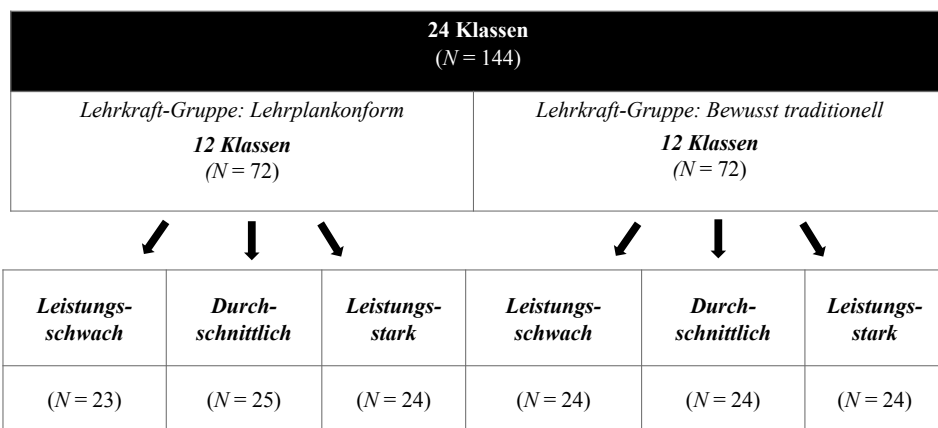 24 Klassen
(N = 144)
Lehrkraft-Gruppe: Lehrplankonform
12 Klassen
(N = 72)
Lehrkraft-Gruppe: Bewusst traditionell
12 Klassen
(N = 72)
Leistungs-
schwach
Durch-
schnittlich
Leistungs-
stark
Leistungs-
schwach
Durch-
schnittlich
Leistungs-
stark
(N = 23)
(N = 25)
(N = 24)
(N = 24)
(N = 24)
(N = 24)